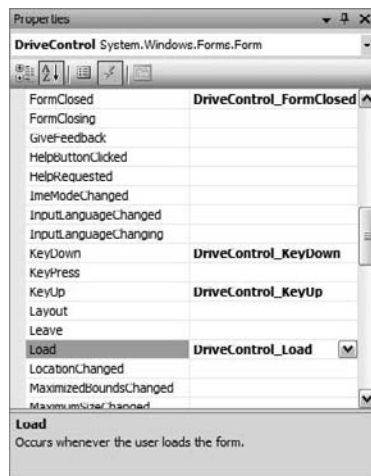 Properties
DriveControl System.Windows.Forms.Form
FormClosed DriveControl_FormClosed
FormClosing
GiveFeedback
HelpButtonClicked
HelpRequested
ImeModeChanged
InputLanguageChanged
InputLanguageChanging
KeyDown DriveControl_KeyDown
KeyPress
KeyUp DriveControl_KeyUp
Layout
Leave
Load DriveControl_Load
LocationChanged
MaximizedBoundsChanged
MaximumSizeChanged
Load
Occurs whenever the user loads the form.